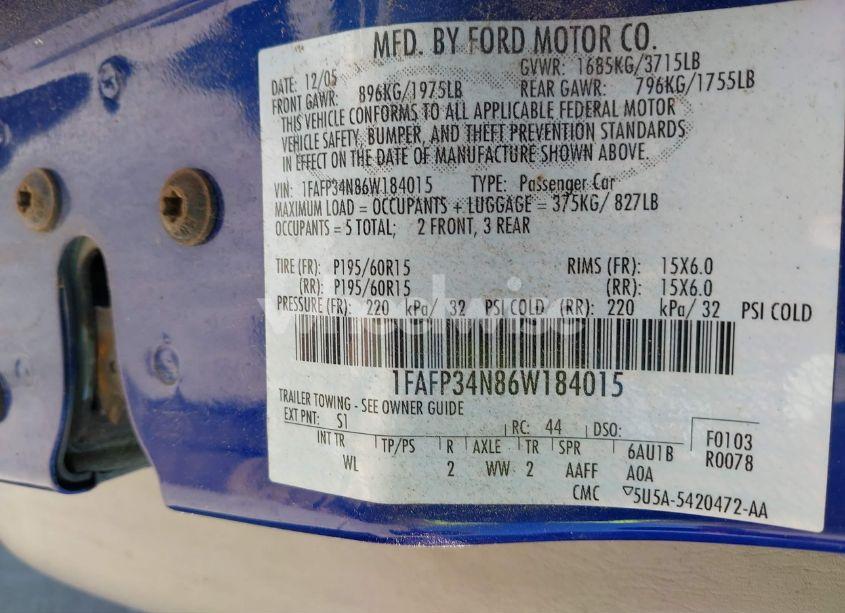 MFD. BY FORD MOTOR CO.
DATE: 12/05 GVWR: 1685KG/3715LB
FRONT GAWR: 896KG/1975LB REAR GAWR: 796KG/1755LB
THIS VEHICLE CONFORMS TO ALL APPLICABLE FEDERAL MOTOR
VEHICLE SAFETY, BUMPER, AND THEFT PREVENTION STANDARDS
IN EFFECT ON THE DATE OF MANUFACTURE SHOWN ABOVE.
VIN: 1FAFP34N86W184015 TYPE: Passenger Car
MAXIMUM LOAD = OCCUPANTS + LUGGAGE = 375KG/ 827LB
OCCUPANTS = 5 TOTAL; 2 FRONT, 3 REAR
TIRE (FR): P195/60R15 RIMS (FR): 15X6.0
(RR): P195/60R15 (RR): 15X6.0
PRESSURE (FR): 220 kPa/ 32 PSI COLD (RR): 220 kPa/ 32 PSI COLD
wheelwise
1FAFP34N86W184015
TRAILER TOWING - SEE OWNER GUIDE
EXT PNT: S1 RC: 44 DSO: F0103
INT TR TP/PS R AXLE TR SPR 6AU1B R0078
WL 2 WW 2 AAFF A0A
CMC ▽5U5A-5420472-AA